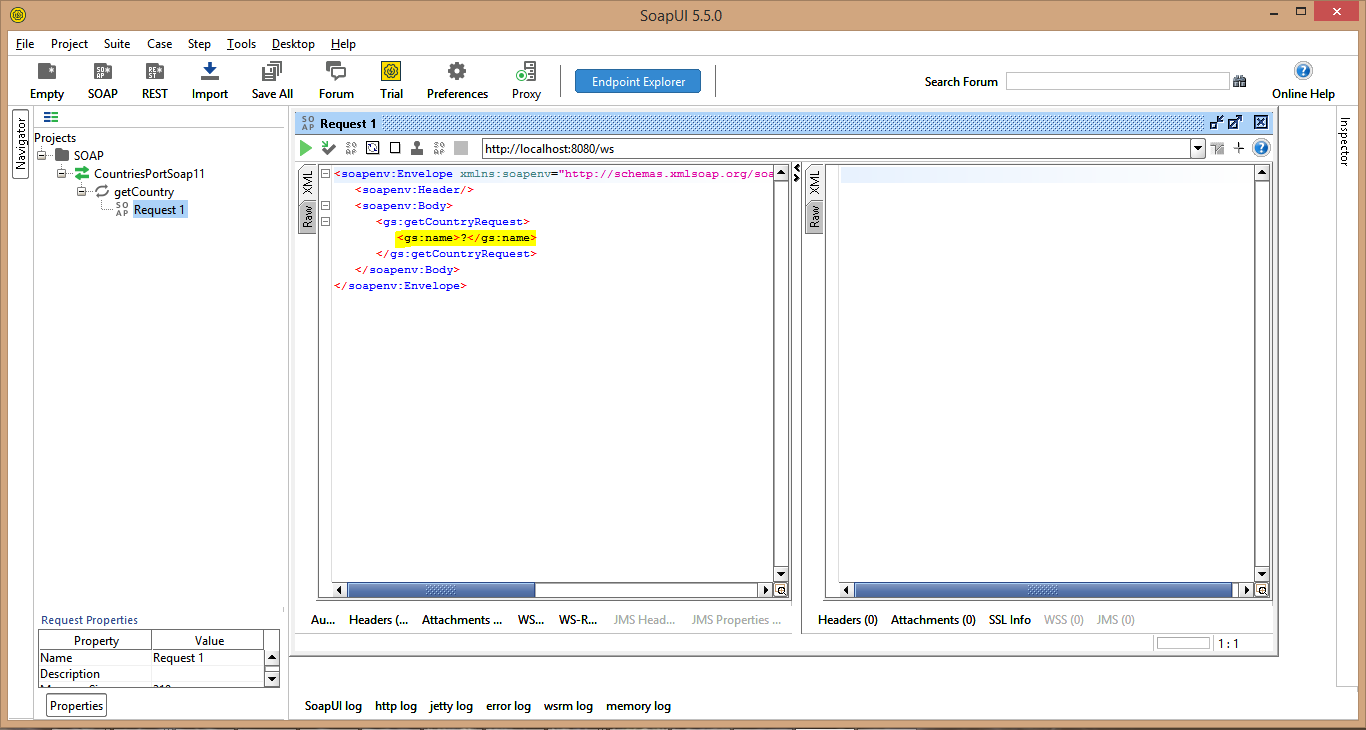 SoapUI 5.5.0
File Project Suite Case Step Tools Desktop Help
Empty SOAP REST Import Save All Forum Trial Preferences Proxy Endpoint Explorer Search Forum Online Help
Navigator
Projects
SOAP
CountriesPortSoap11
getCountry
Request 1
Request 1
http://localhost:8080/ws
XML
Raw
<soapenv:Envelope xmlns:soapenv="http://schemas.xmlsoap.org/soa
<soapenv:Header/>
<soapenv:Body>
<gs:getCountryRequest>
<gs:name>?</gs:name>
</gs:getCountryRequest>
</soapenv:Body>
</soapenv:Envelope>
XML
Raw
Inspector
Au... Headers (... Attachments ... WS... WS-R... JMS Head... JMS Properties ...
Headers (0) Attachments (0) SSL Info WSS (0) JMS (0)
1 : 1
Request Properties
Property Value
Name Request 1
Description
Properties
SoapUI log http log jetty log error log wsrm log memory log